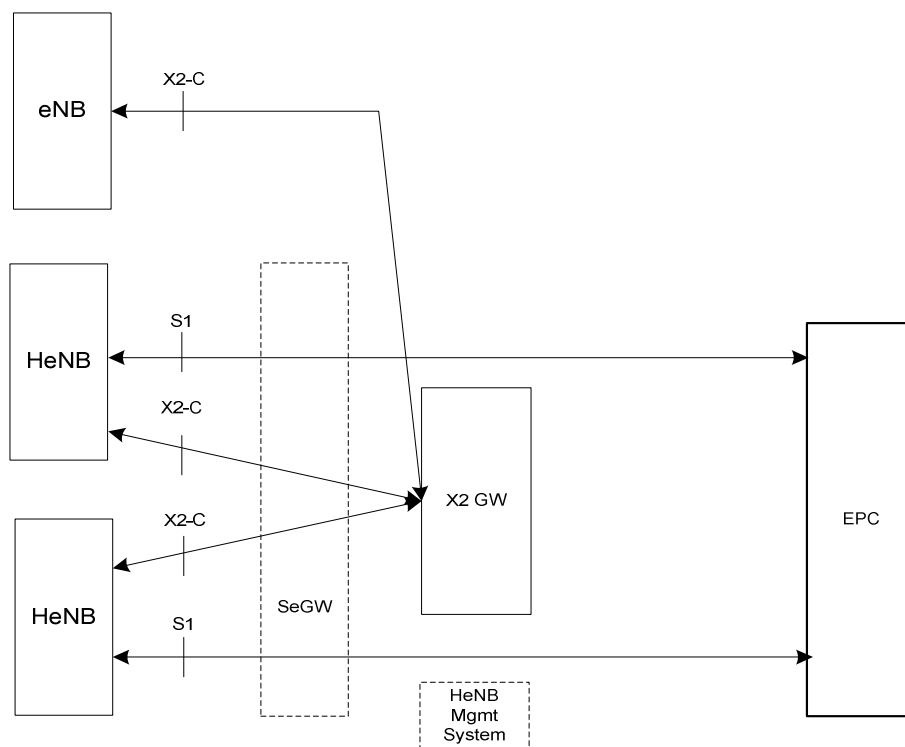 X2-C
eNB
S1
HeNB
X2-C
X2 GW
X2-C
EPC
SeGW
HeNB
S1
HeNB
Mgmt
System